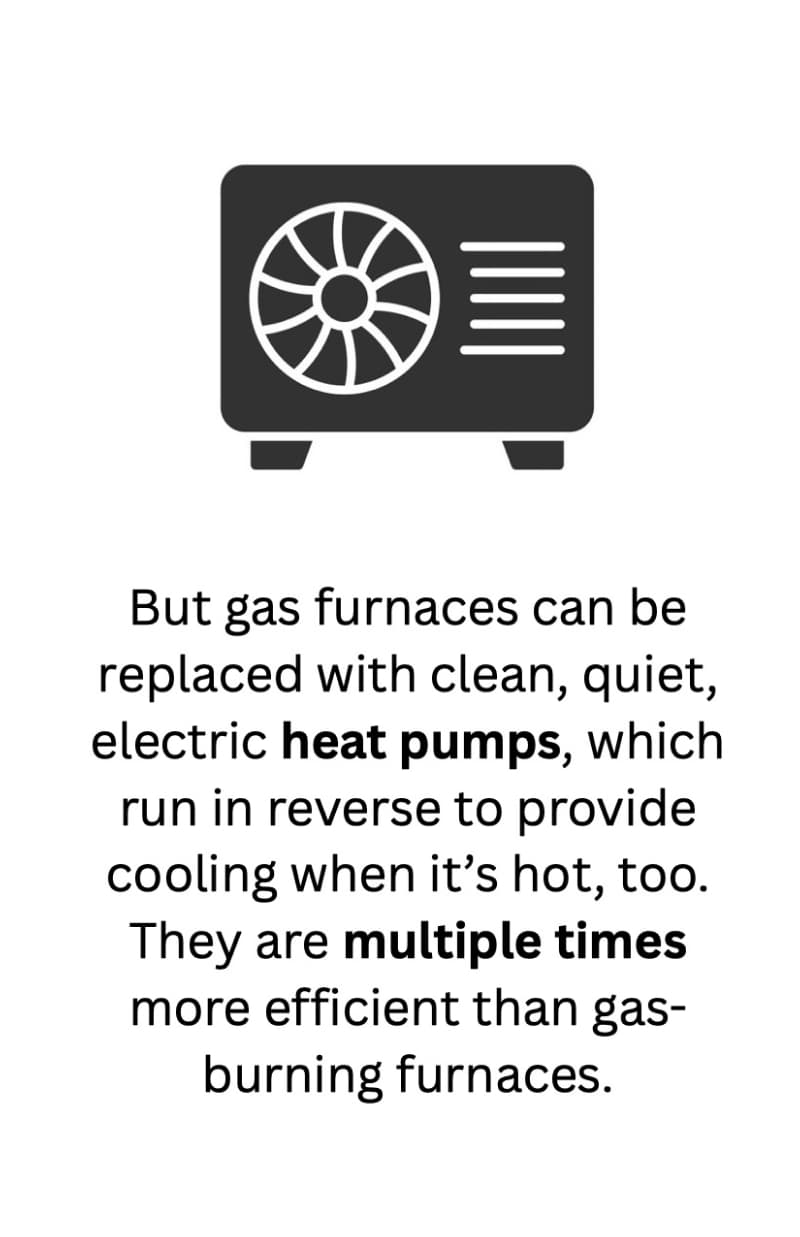 But gas furnaces can be
replaced with clean, quiet,
electric heat pumps, which
run in reverse to provide
cooling when it’s hot, too.
They are multiple times
more efficient than gas-
burning furnaces.